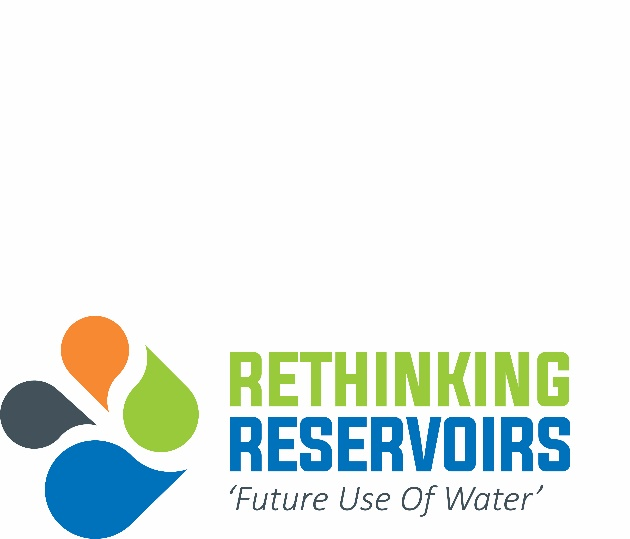 RETHINKING
RESERVOIRS
‘Future Use Of Water’